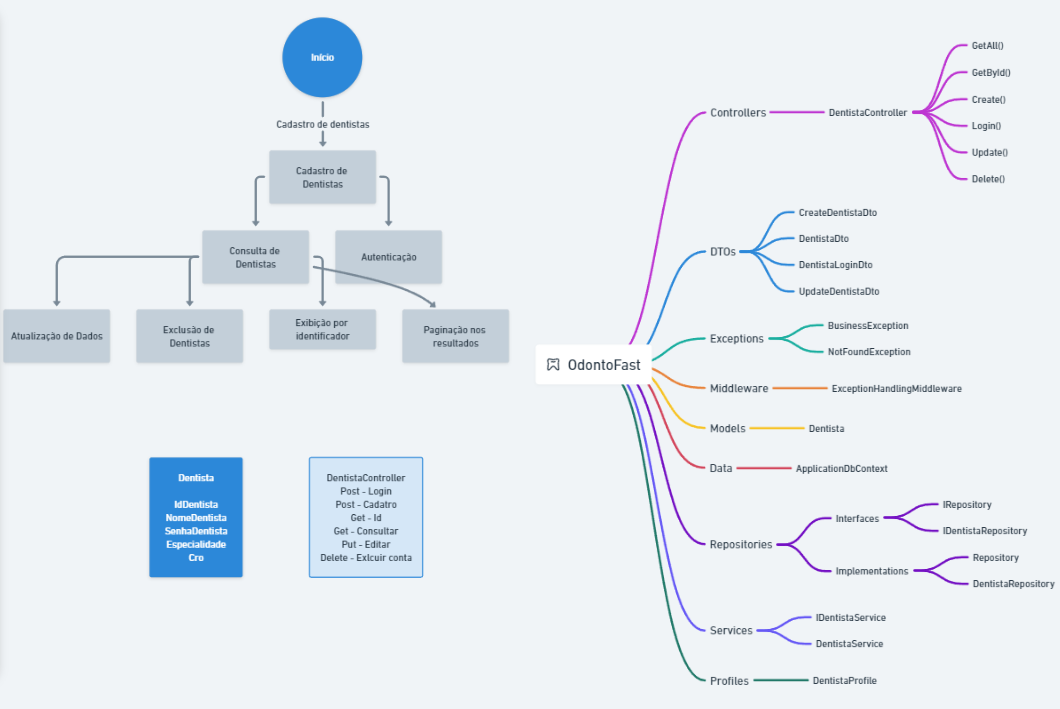 Início
Cadastro de dentistas
Cadastro de
Dentistas
Consulta de
Dentistas
Autenticação
Atualização de Dados
Exclusão de
Dentistas
Exibição por
identificador
Paginação nos
resultados
Dentista
IdDentista
NomeDentista
SenhaDentista
Especialidade
Cro
DentistaController
Post - Login
Post - Cadatro
Get - Id
Get - Consultar
Put - Editar
Delete - Exlcuir conta
OdontoFast
Controllers
DentistaController
GetAll()
GetById()
Create()
Login()
Update()
Delete()
DTOs
CreateDentistaDto
DentistaDto
DentistaLoginDto
UpdateDentistaDto
Exceptions
BusinessException
NotFoundException
Middleware
ExceptionHandlingMiddleware
Models
Dentista
Data
ApplicationDbContext
Repositories
Interfaces
IRepository
IDentistaRepository
Implementations
Repository
DentistaRepository
Services
IDentistaService
DentistaService
Profiles
DentistaProfile